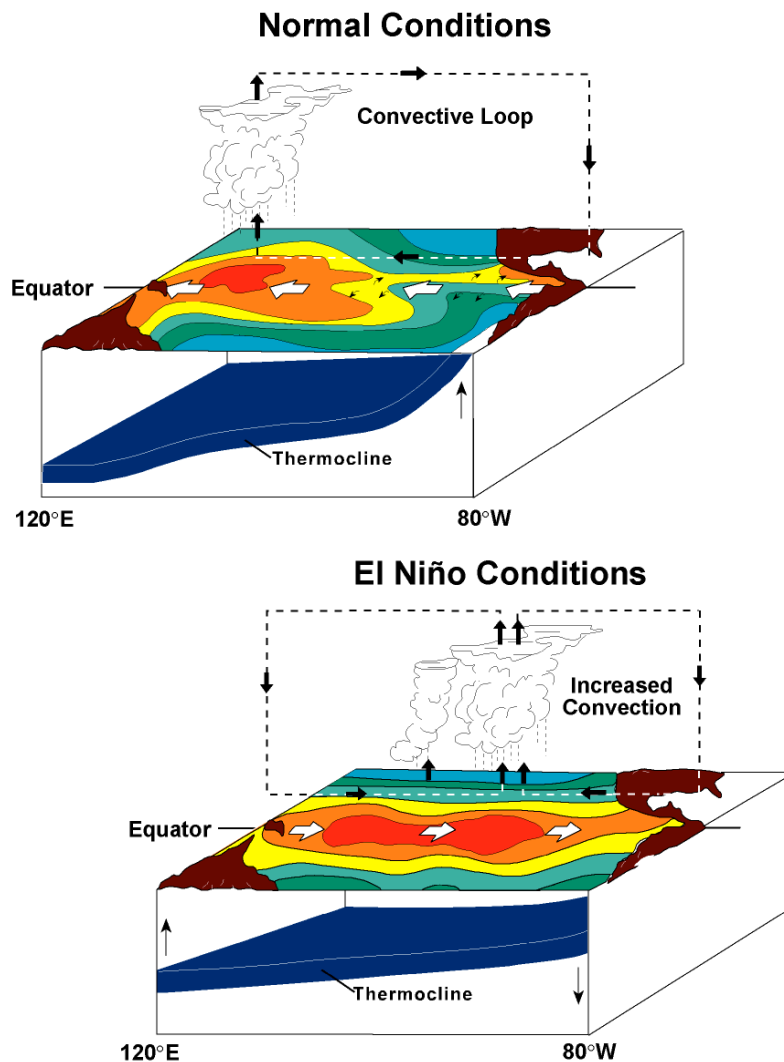 Normal Conditions
Convective Loop
Equator
Thermocline
120°E
80°W
El Niño Conditions
Increased
Convection
Equator
Thermocline
120°E
80°W